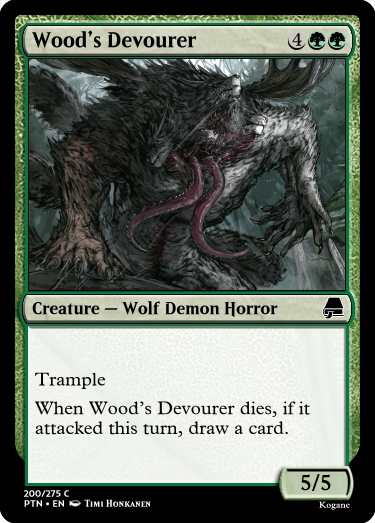 Wood's Devourer 4
Creature — Wolf Demon Horror
Trample
When Wood's Devourer dies, if it
attacked this turn, draw a card.
5/5
200/275 C
PTN • EN Timi Honkanen
Kogane